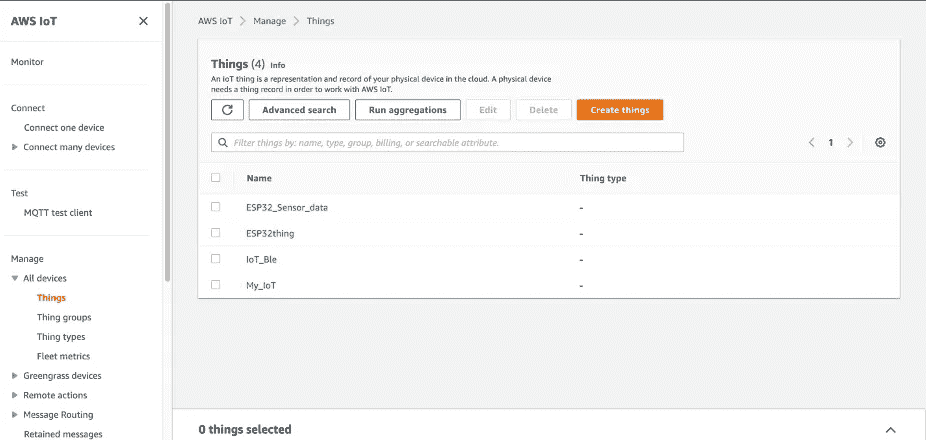 AWS IoT
Monitor
Connect
Connect one device
Connect many devices
Test
MQTT test client
Manage
All devices
Things
Thing groups
Thing types
Fleet metrics
Greengrass devices
Remote actions
Message Routing
Retained messages
AWS IoT > Manage > Things
Things (4) Info
An IoT thing is a representation and record of your physical device in the cloud. A physical device
needs a thing record in order to work with AWS IoT.
Advanced search Run aggregations Edit Delete Create things
Filter things by: name, type, group, billing, or searchable attribute.
1
Name Thing type
ESP32_Sensor_data -
ESP32thing -
IoT_Ble -
My_IoT -
0 things selected